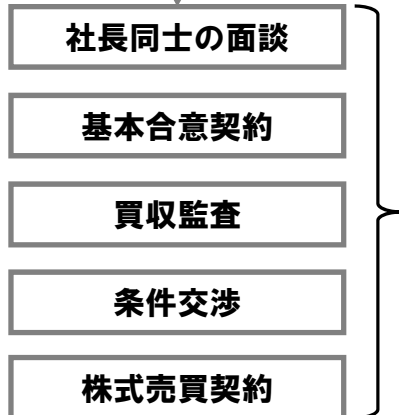 社長同士の面談
基本合意契約
買収監査
条件交渉
株式売買契約